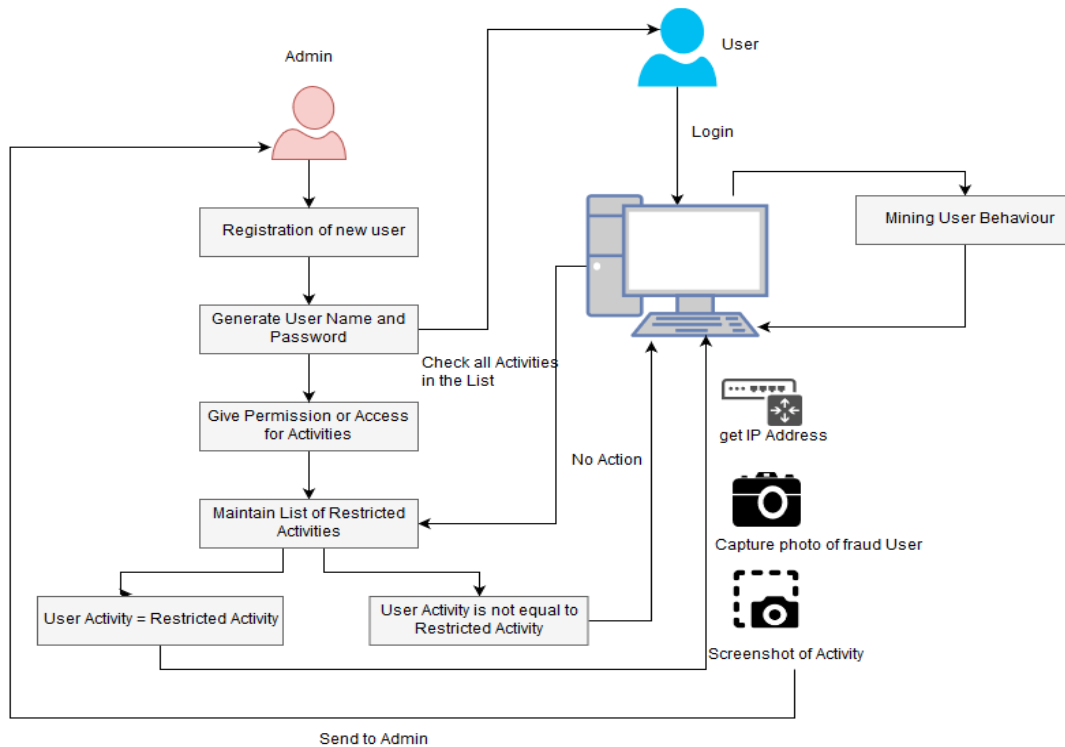 User
Admin
Login
Registration of new user
Mining User Behaviour
Generate User Name and
Password
Check all Activities
in the List
Give Permission or Access
for Activities
get IP Address
No Action
Maintain List of Restricted
Activities
Capture photo of fraud User
User Activity = Restricted Activity
User Activity is not equal to
Restricted Activity
Screenshot of Activity
Send to Admin